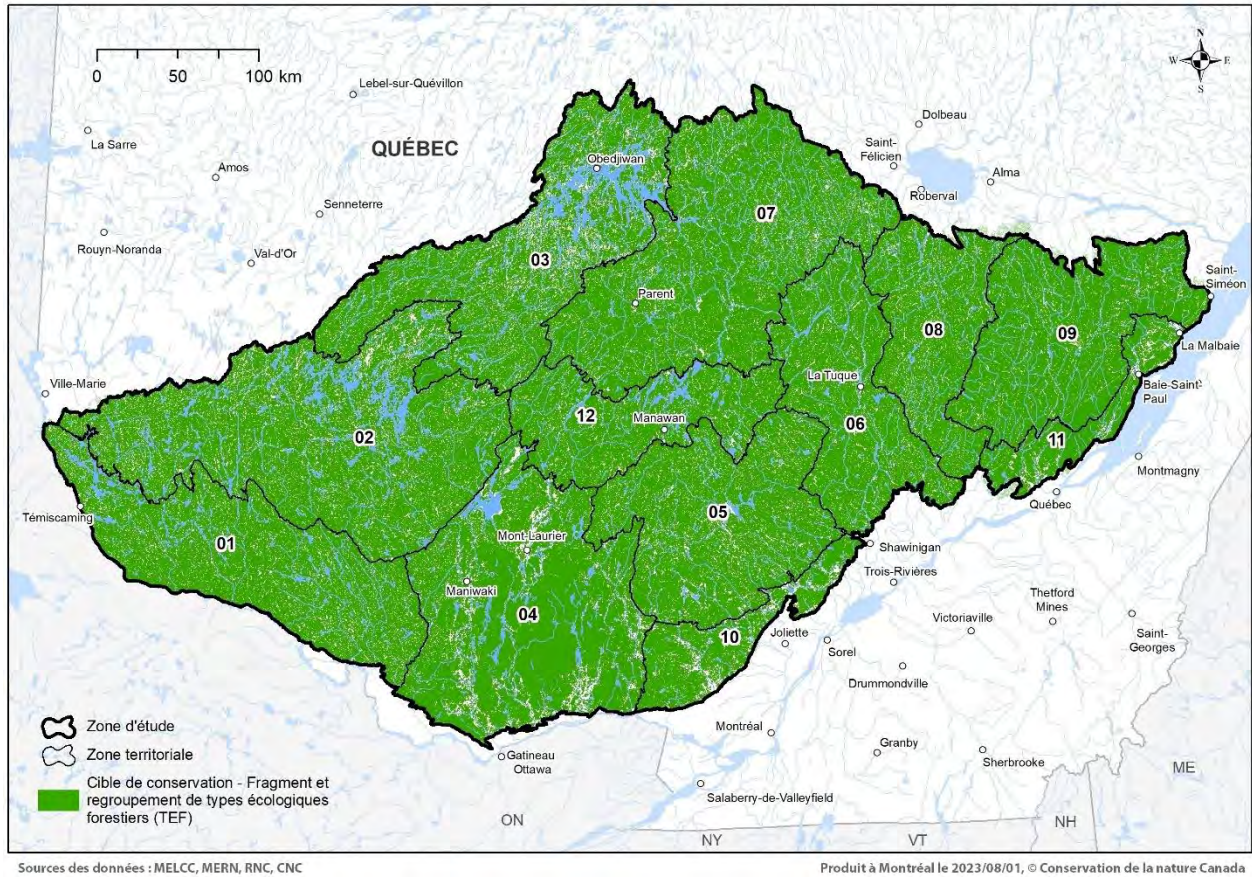 N
W E
S
0 50 100 km
Lebel-sur-Quévillon
La Sarre
QUÉBEC
Amos
Senneterre
Rouyn-Noranda
Val-d'Or
Obedjiwan
Dolbeau
Saint-
Félicien
Alma
Roberval
07
03
Parent
Saint-
Siméon
08
09
La Malbaie
Ville-Marie
La Tuque
Baie-Saint-
Paul
12
Manawan
02
06
11
Montmagny
Québec
Témiscaming
01
05
Mont-Laurier
Shawinigan
Maniwaki
Trois-Rivières
Thetford
Mines
04
Victoriaville
Saint-
Georges
10
Joliette
Sorel
Drummondville
Montréal
Granby
Sherbrooke
Gatineau
Ottawa
Salaberry-de-Valleyfield
ME
ON
NY
VT
NH
Zone d'étude
Zone territoriale
Cible de conservation - Fragment et
regroupement de types écologiques
forestiers (TEF)
Sources des données : MELCC, MERN, RNC, CNC
Produit à Montréal le 2023/08/01, © Conservation de la nature Canada